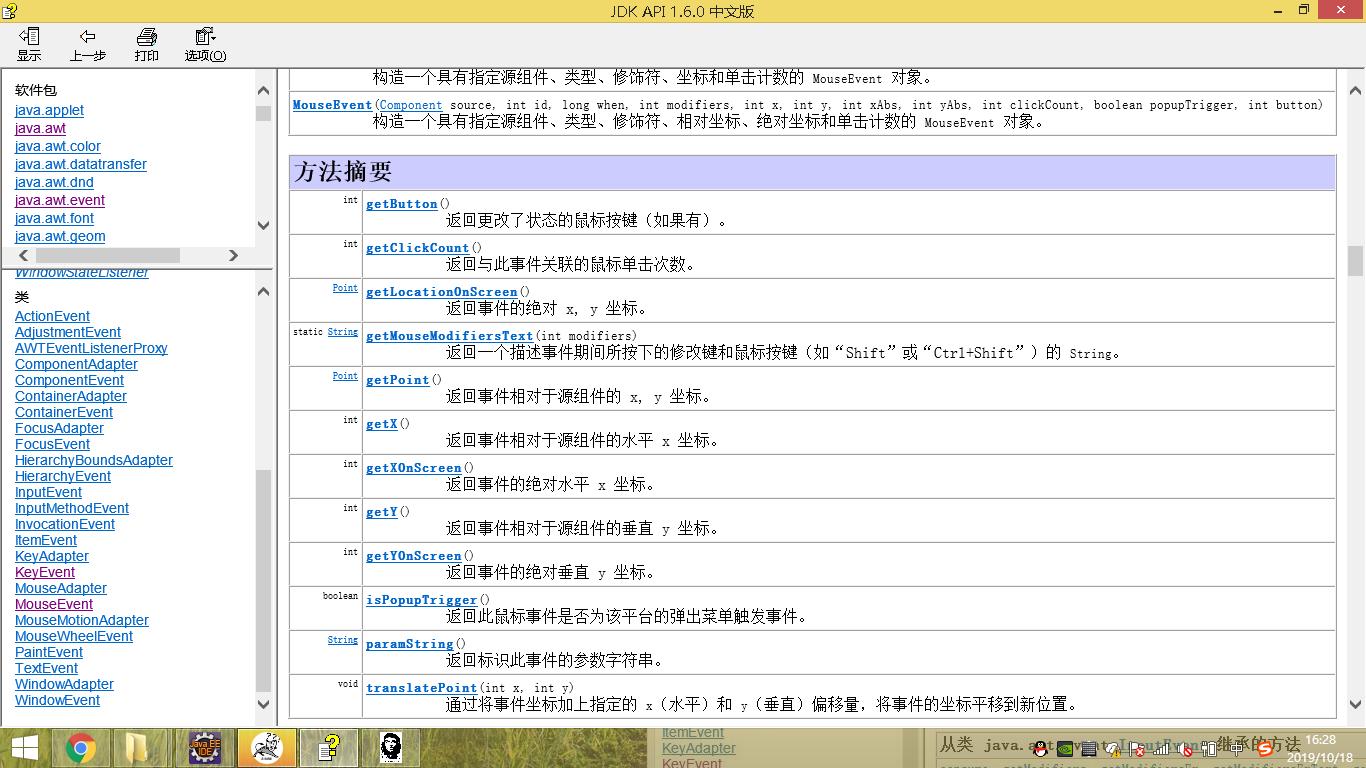 JDK API 1.6.0 中文版
显示 上一步 打印 选项(O)
软件包
java.applet
java.awt
java.awt.color
java.awt.datatransfer
java.awt.dnd
java.awt.event
java.awt.font
java.awt.geom
WindowStateListener
类
ActionEvent
AdjustmentEvent
AWTEventListenerProxy
ComponentAdapter
ComponentEvent
ContainerAdapter
ContainerEvent
FocusAdapter
FocusEvent
HierarchyBoundsAdapter
HierarchyEvent
InputEvent
InputMethodEvent
InvocationEvent
ItemEvent
KeyAdapter
KeyEvent
MouseAdapter
MouseEvent
MouseMotionAdapter
MouseWheelEvent
PaintEvent
TextEvent
WindowAdapter
WindowEvent
构造一个具有指定源组件、类型、修饰符、坐标和单击计数的 MouseEvent 对象。
MouseEvent(Component source, int id, long when, int modifiers, int x, int y, int xAbs, int yAbs, int clickCount, boolean popupTrigger, int button)
构造一个具有指定源组件、类型、修饰符、相对坐标、绝对坐标和单击计数的 MouseEvent 对象。
方法摘要
int getButton()
返回更改了状态的鼠标按键（如果有）。
int getClickCount()
返回与此事件关联的鼠标单击次数。
Point getLocationOnScreen()
返回事件的绝对 x, y 坐标。
static String getMouseModifiersText(int modifiers)
返回一个描述事件期间所按下的修改键和鼠标按键（如“Shift”或“Ctrl+Shift”）的 String。
Point getPoint()
返回事件相对于源组件的 x, y 坐标。
int getX()
返回事件相对于源组件的水平 x 坐标。
int getXOnScreen()
返回事件的绝对水平 x 坐标。
int getY()
返回事件相对于源组件的垂直 y 坐标。
int getYOnScreen()
返回事件的绝对垂直 y 坐标。
boolean isPopupTrigger()
返回此鼠标事件是否为该平台的弹出菜单触发事件。
String paramString()
返回标识此事件的参数字符串。
void translatePoint(int x, int y)
通过将事件坐标加上指定的 x（水平）和 y（垂直）偏移量，将事件的坐标平移到新位置。
Java EE
IDE
ItemEvent
KeyAdapter
KeyEvent
从类 java. 继承的方法
中
16:28
2019/10/18